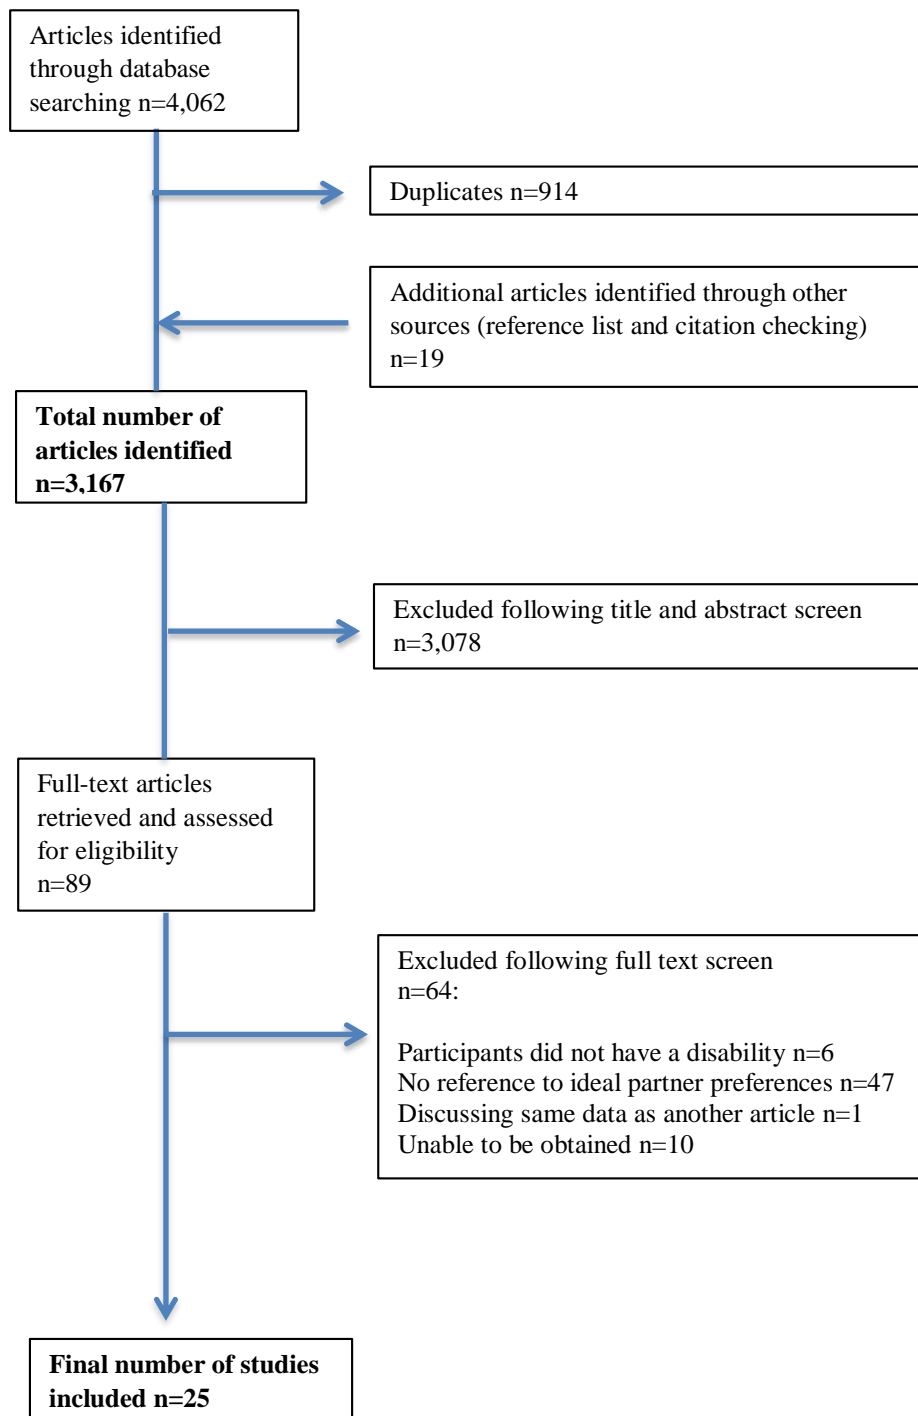 Articles identified
through database
searching n=4,062
Duplicates n=914
Additional articles identified through other
sources (reference list and citation checking)
n=19
Total number of
articles identified
n=3,167
Excluded following title and abstract screen
n=3,078
Full-text articles
retrieved and assessed
for eligibility
n=89
Excluded following full text screen
n=64:
Participants did not have a disability n=6
No reference to ideal partner preferences n=47
Discussing same data as another article n=1
Unable to be obtained n=10
Final number of studies
included n=25